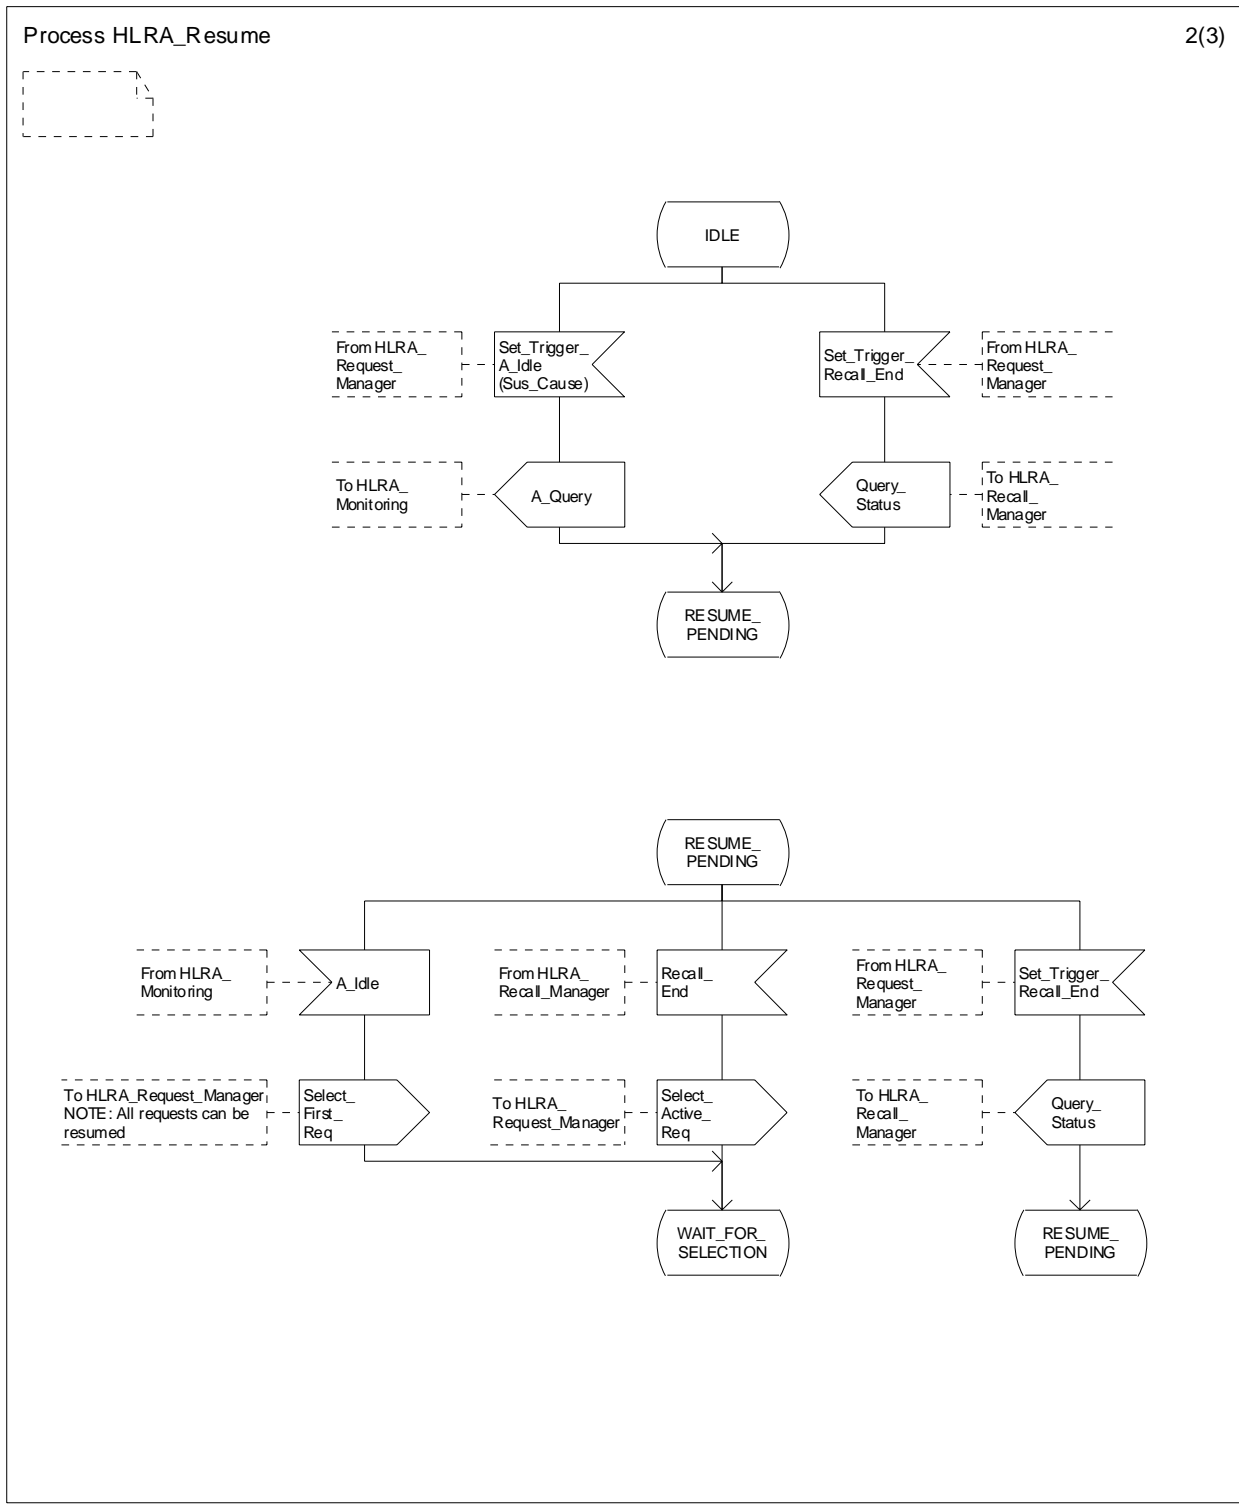 Process HLRA_Resume
2(3)
IDLE
From HLRA_
Request_
Manager
Set_Trigger_
A_Idle
(Sus_Cause)
Set_Trigger_
Recall_End
From HLRA_
Request_
Manager
To HLRA_
Monitoring
A_Query
Query_
Status
To HLRA_
Recall_
Manager
RESUME_
PENDING
RESUME_
PENDING
From HLRA_
Monitoring
A_Idle
From HLRA_
Recall_Manager
Recall_
End
From HLRA_
Request_
Manager
Set_Trigger_
Recall_End
To HLRA_Request_Manager
NOTE: All requests can be
resumed
Select_
First_
Req
To HLRA_
Request_Manager
Select_
Active_
Req
To HLRA_
Recall_
Manager
Query_
Status
WAIT_FOR_
SELECTION
RESUME_
PENDING